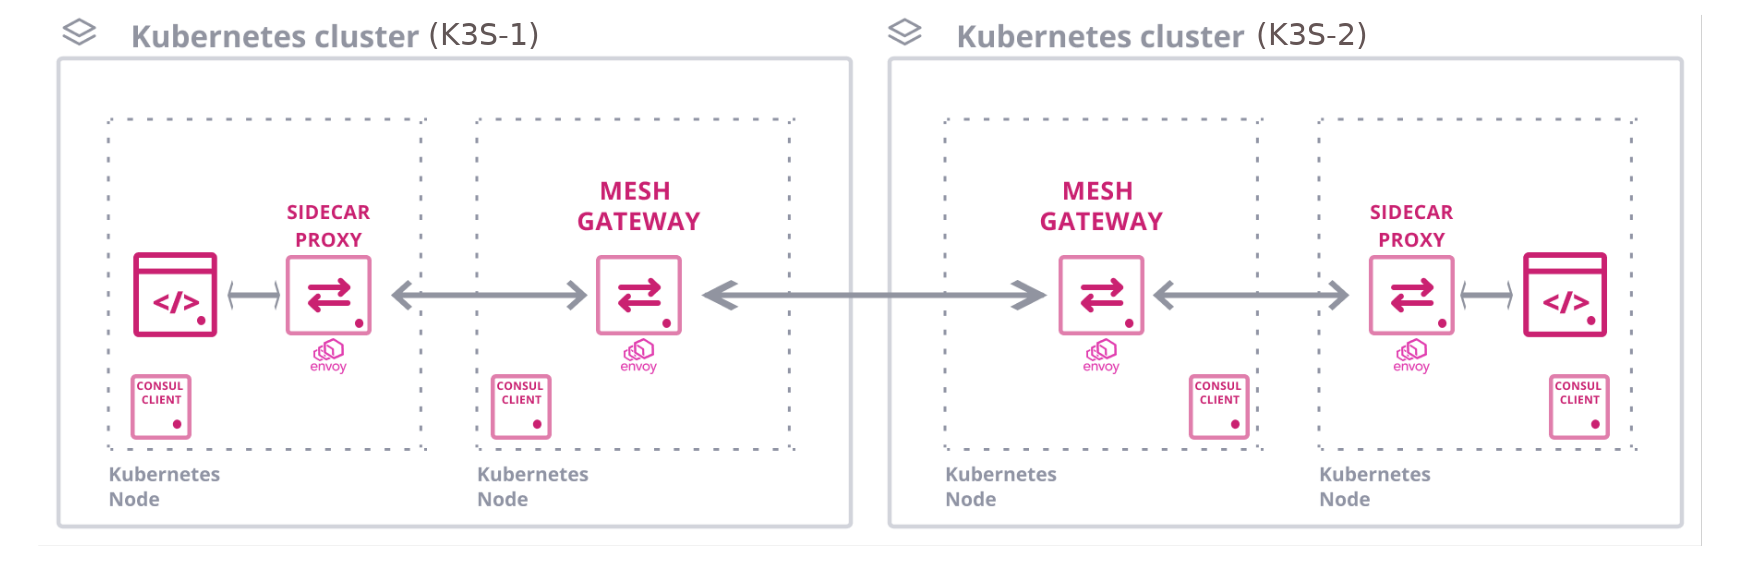 Kubernetes cluster (K3S-1)
Kubernetes cluster (K3S-2)
SIDECAR
PROXY
MESH
GATEWAY
MESH
GATEWAY
SIDECAR
PROXY
</>
</>
envoy
envoy
envoy
envoy
CONSUL
CLIENT
CONSUL
CLIENT
CONSUL
CLIENT
CONSUL
CLIENT
Kubernetes
Node
Kubernetes
Node
Kubernetes
Node
Kubernetes
Node